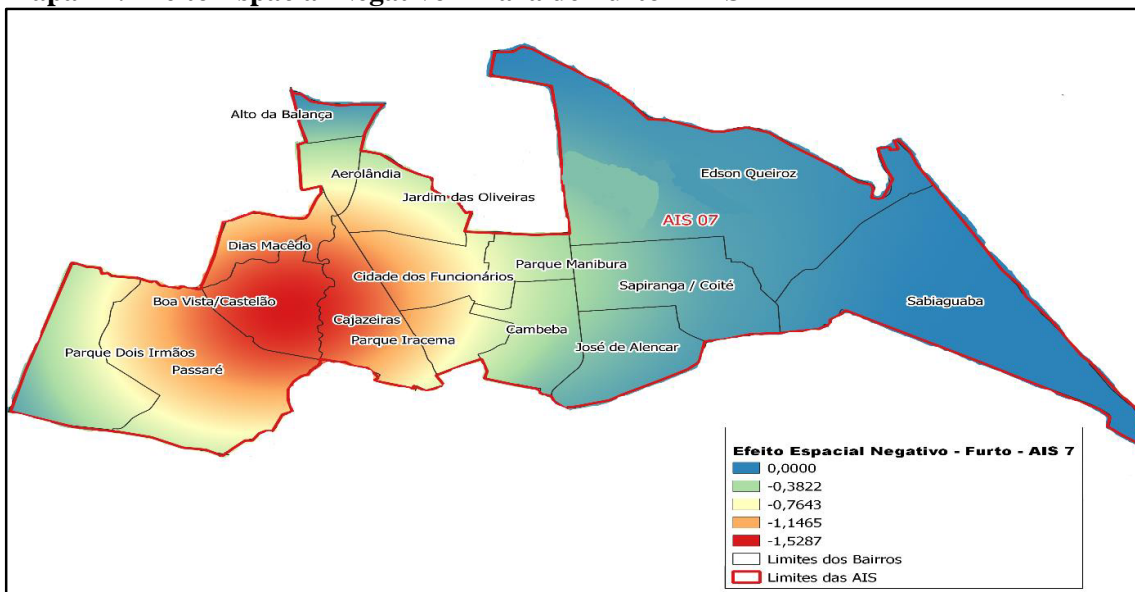 Alto da Balança
Aerolândia
Jardim das Oliveiras
Edson Queiroz
AIS 07
Dias Macêdo
Cidade dos Funcionários
Parque Manibura
Sapiranga / Coité
Boa Vista/Castelão
Sabiaguaba
Cajazeiras
Cambeba
Parque Iracema
José de Alencar
Parque Dois Irmãos
Passaré
Efeito Espacial Negativo - Furto - AIS 7
0,0000
-0,3822
-0,7643
-1,1465
-1,5287
Limites dos Bairros
Limites das AIS